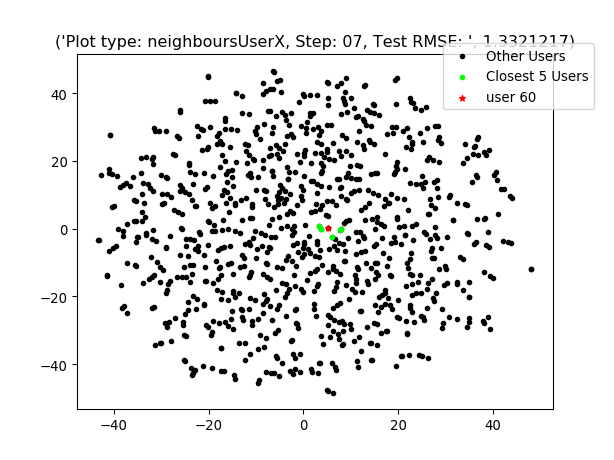 ('Plot type: neighboursUserX, Step: 07, Test RMSE: ', 1.3321217)
Other Users
Closest 5 Users
user 60
40
20
0
−20
−40
−40 −20 0 20 40